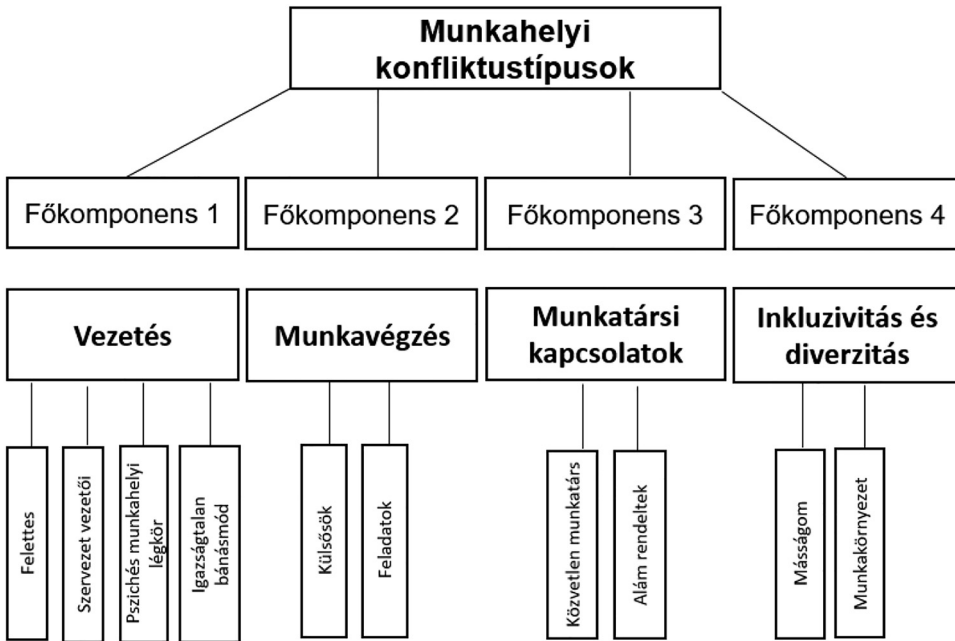 Munkahelyi
konfliktustípusok
Főkomponens 1
Főkomponens 2
Főkomponens 3
Főkomponens 4
Vezetés
Munkavégzés
Munkatársi
kapcsolatok
Inkluzivitás és
diverzitás
Felettes
Szervezet vezetői
Pszichés munkahelyi
légkör
Igazságtalan
bánásmód
Külsősök
Feladatok
Közvetlen munkatárs
Alám rendeltek
Másságom
Munkakörnyezet